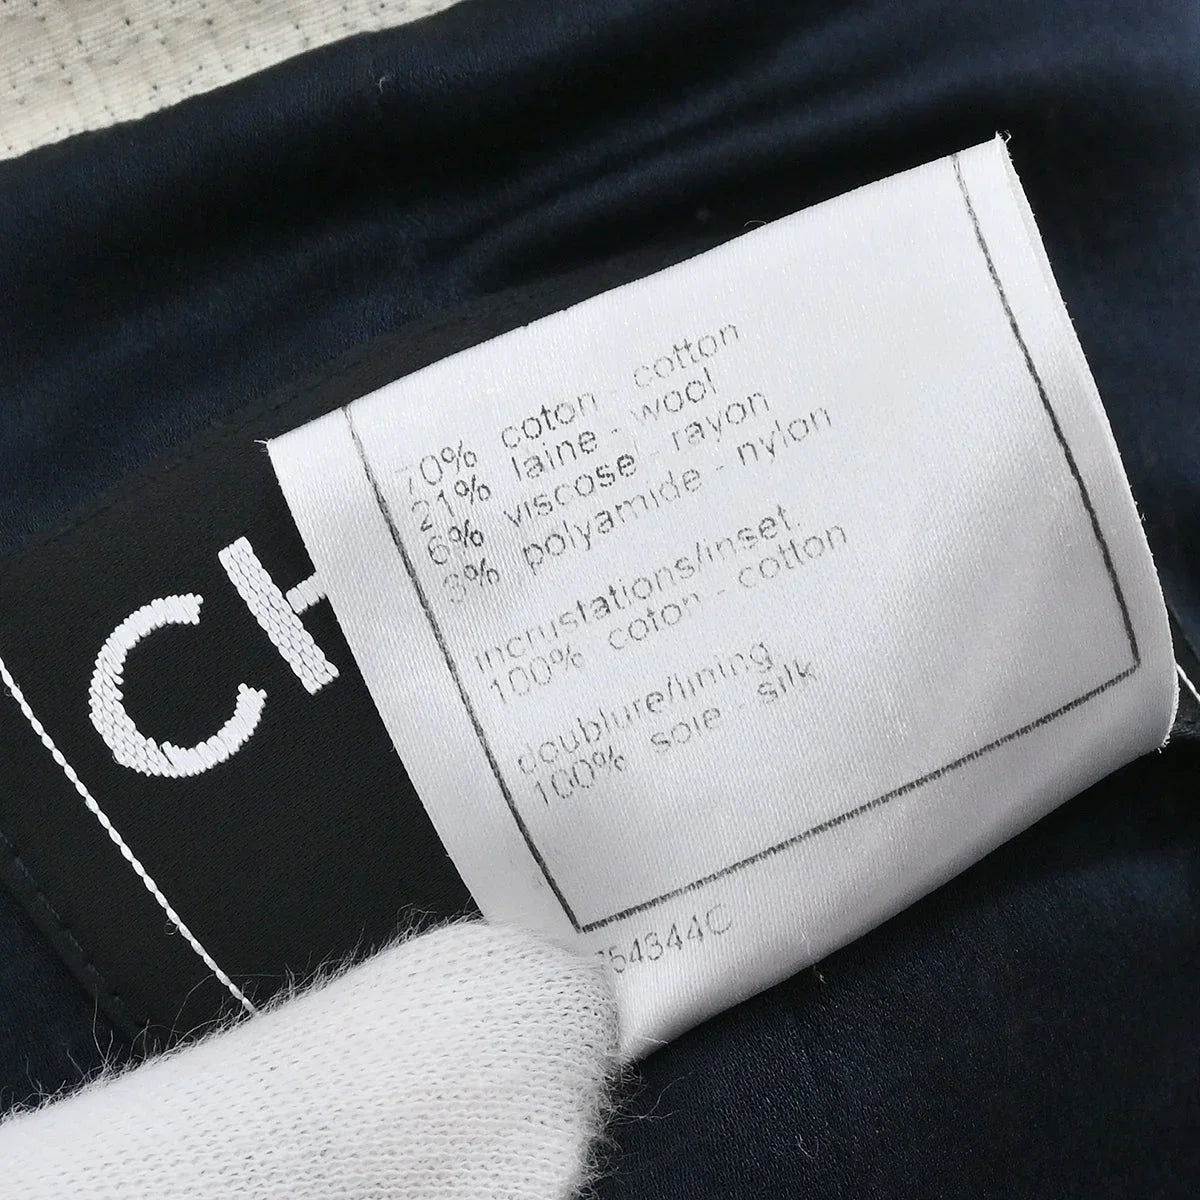 CH
70% coton - cotton
21% laine - wool
6% viscose - rayon
3% polyamide - nylon
incrustations/inset.
100% coton - cotton
doublure/lining
100% soie - silk
54344C